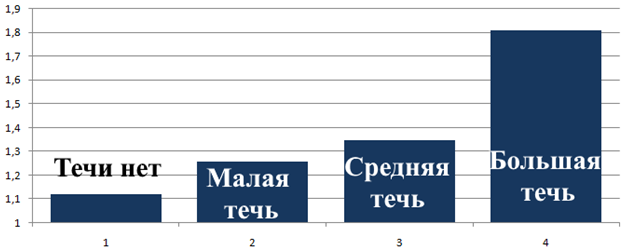 1,9
1,8
1,7
1,6
1,5
1,4
1,3
1,2
1,1
1
Течи нет
Малая
течь
Средняя
течь
Большая
течь
1 2 3 4